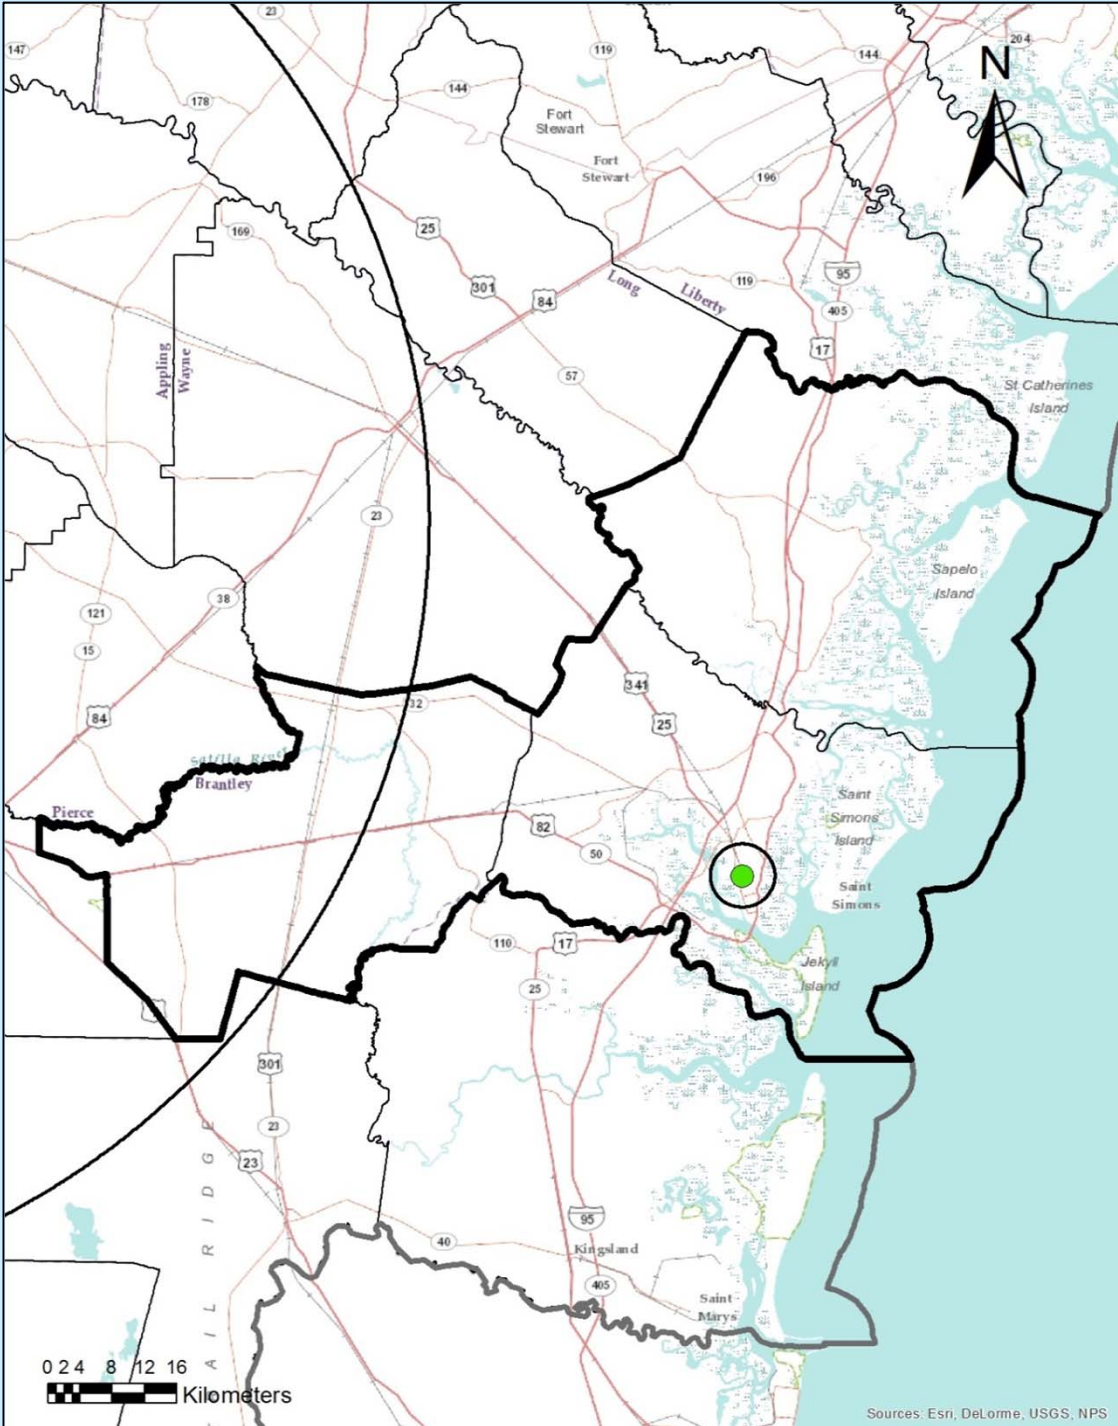 23
204
147
119
144
N
178
144
Fort
Stewart
Fort
Stewart
196
169
25
95
119
301
84
Long
Liberty
405
17
Appling
Wayne
57
St Catherines
Island
23
Sapelo
Island
38
121
15
341
32
84
25
Satilla River
Brantley
Pierce
Saint
Simons
Island
82
50
Saint
Simons
110
17
Jekyll
Island
25
301
23
23
95
40
Kingsland
405
Saint
Marys
AIL RIDGE
0 2 4 8 12 16
Kilometers
Sources: Esri, DeLorme, USGS, NPS